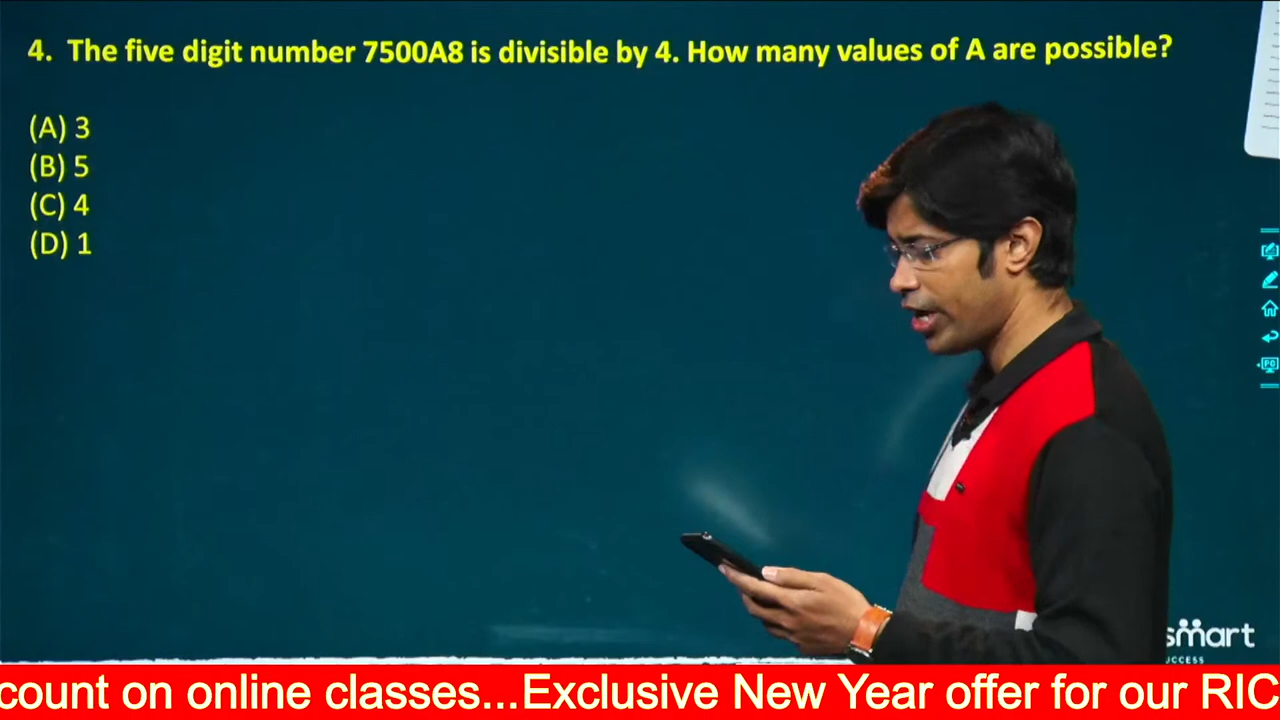 4. The five digit number 7500A8 is divisible by 4. How many values of A are possible?
(A) 3
(B) 5
(C) 4
(D) 1
smart
UCCESS
count on online classes...Exclusive New Year offer for our RIC